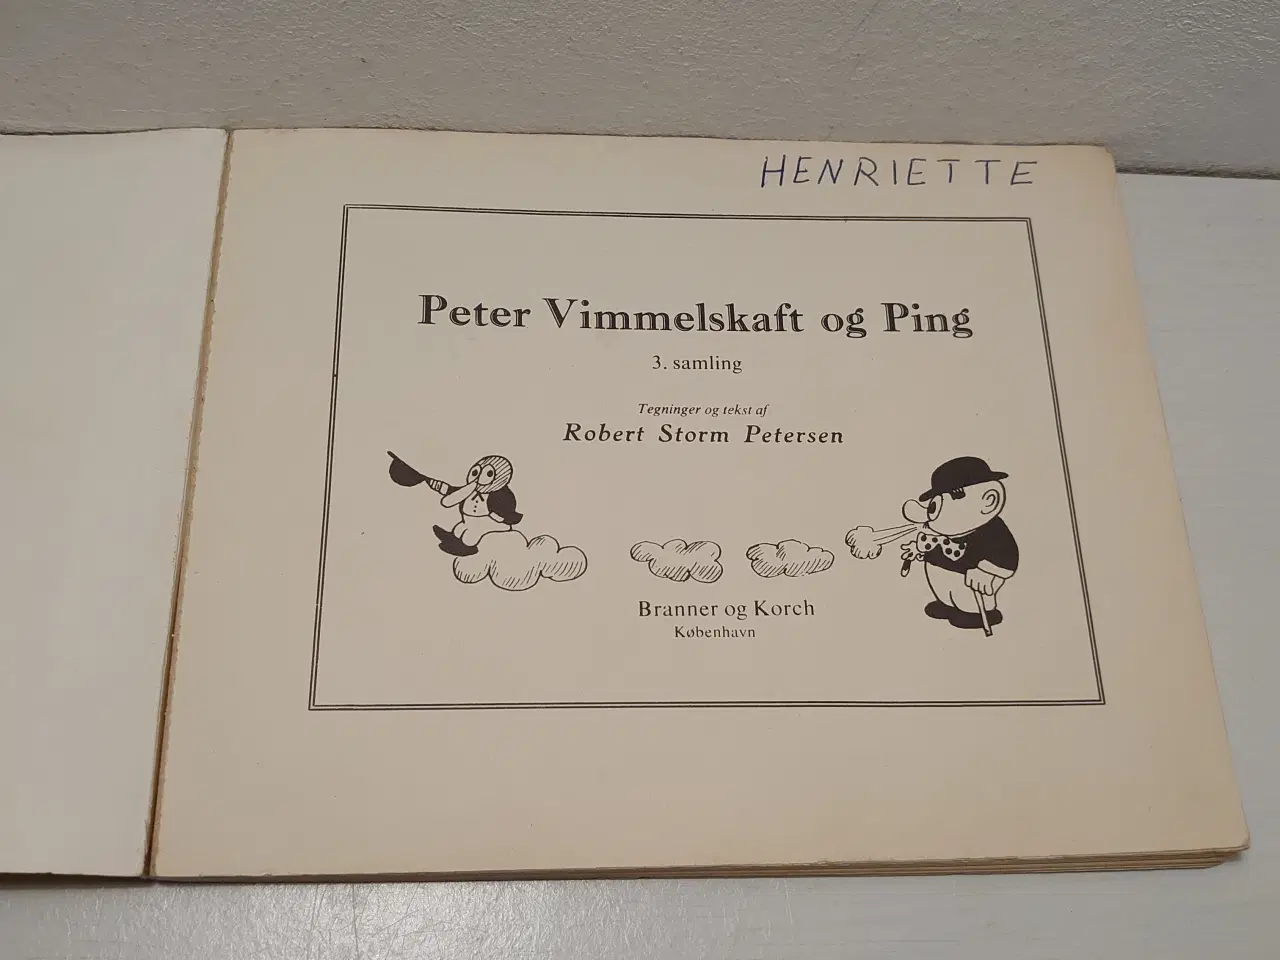 HENRIETTE
Peter Vimmelskaft og Ping
3. samling
Tegninger og tekst af
Robert Storm Petersen
Branner og Korch
København